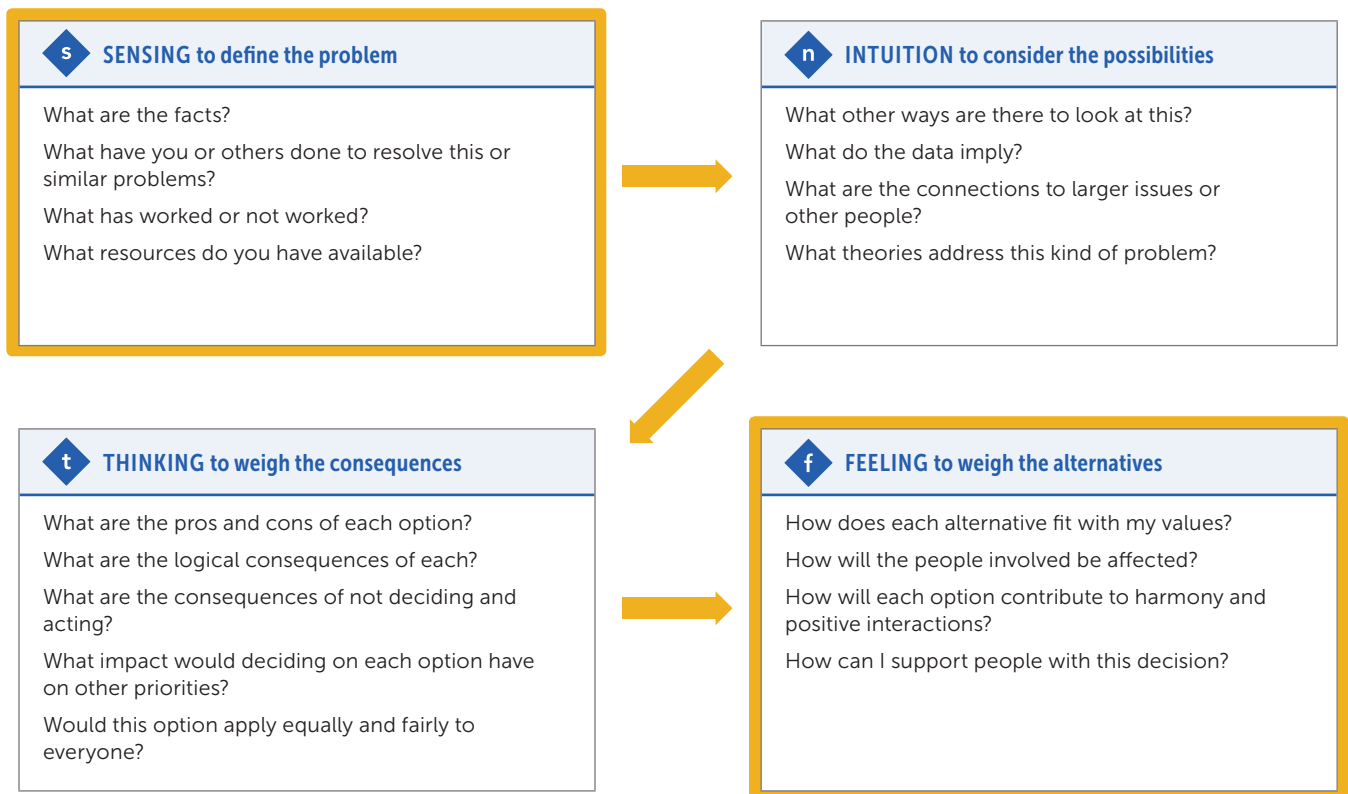 s SENSING to define the problem
What are the facts?
What have you or others done to resolve this or
similar problems?
What has worked or not worked?
What resources do you have available?
n INTUITION to consider the possibilities
What other ways are there to look at this?
What do the data imply?
What are the connections to larger issues or
other people?
What theories address this kind of problem?
t THINKING to weigh the consequences
What are the pros and cons of each option?
What are the logical consequences of each?
What are the consequences of not deciding and
acting?
What impact would deciding on each option have
on other priorities?
Would this option apply equally and fairly to
everyone?
f FEELING to weigh the alternatives
How does each alternative fit with my values?
How will the people involved be affected?
How will each option contribute to harmony and
positive interactions?
How can I support people with this decision?